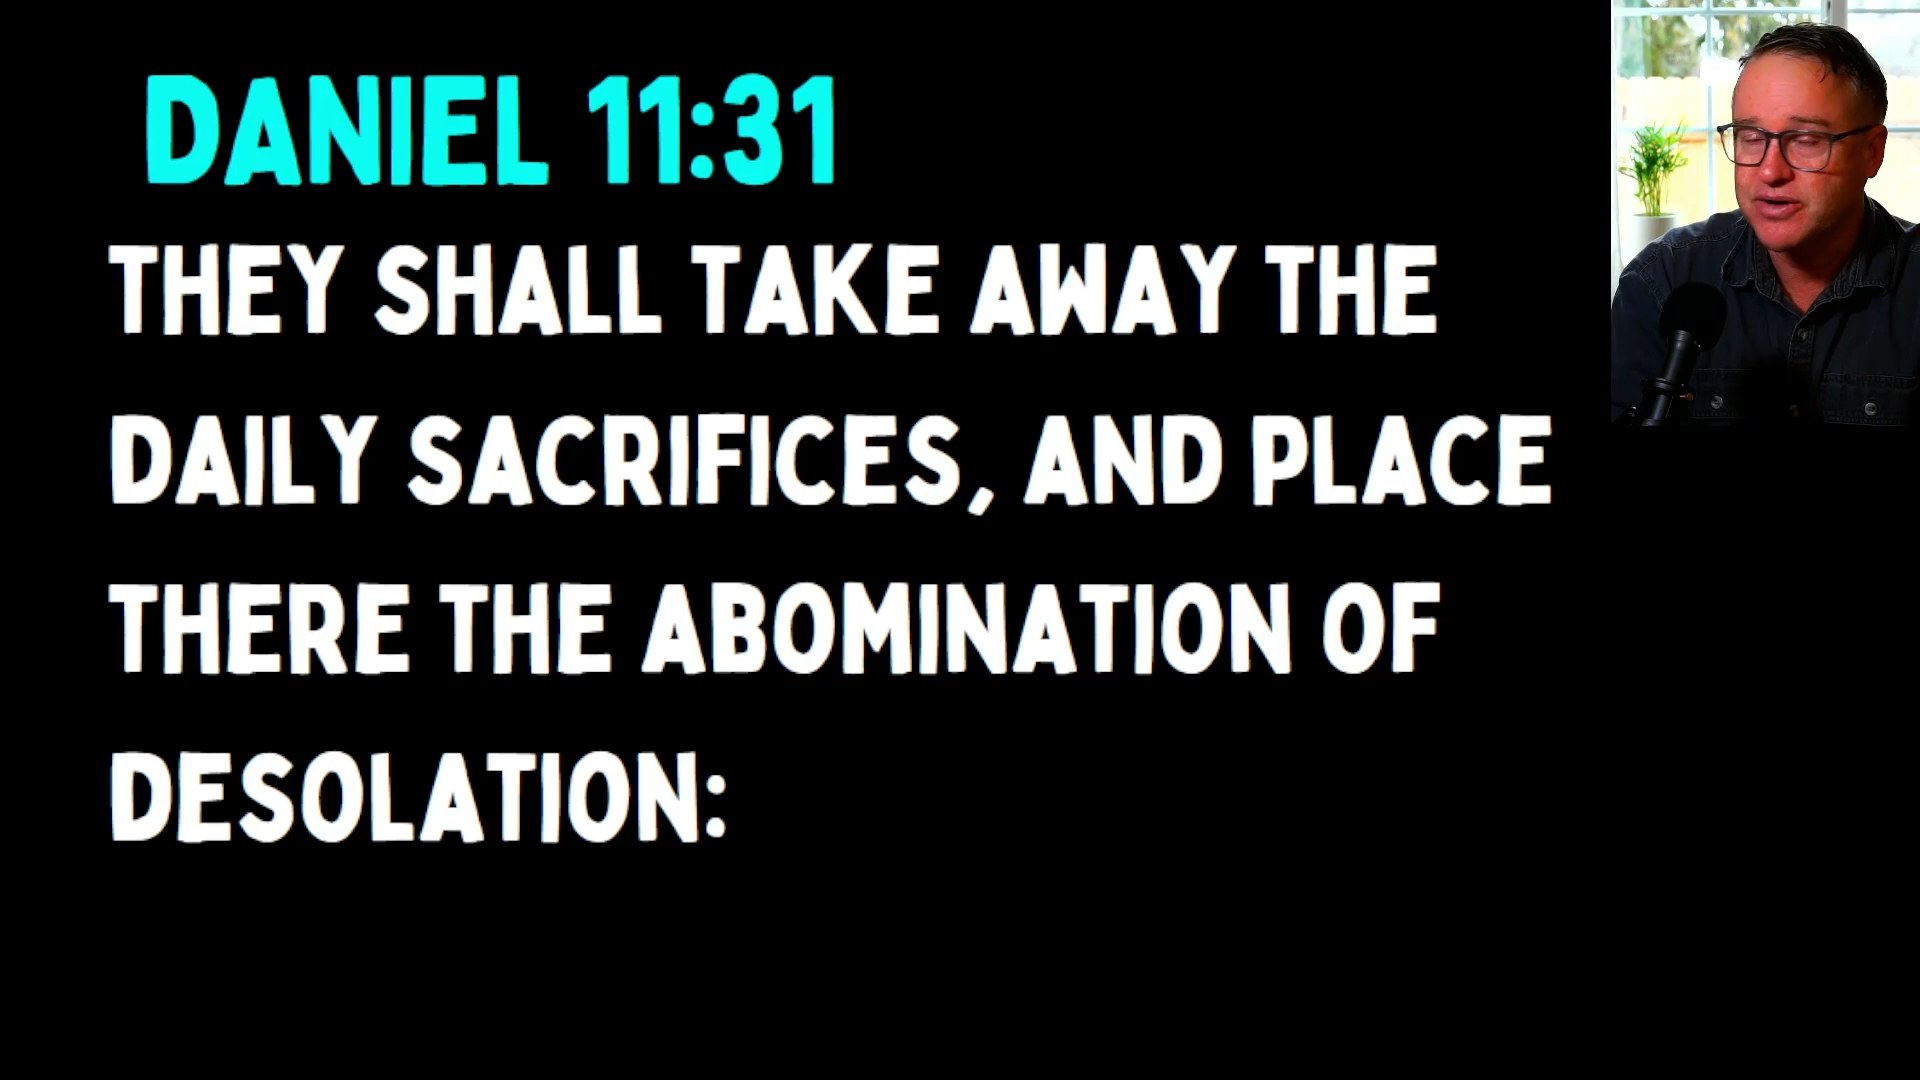 DANIEL 11:31
THEY SHALL TAKE AWAY THE
DAILY SACRIFICES, AND PLACE
THERE THE ABOMINATION OF
DESOLATION: